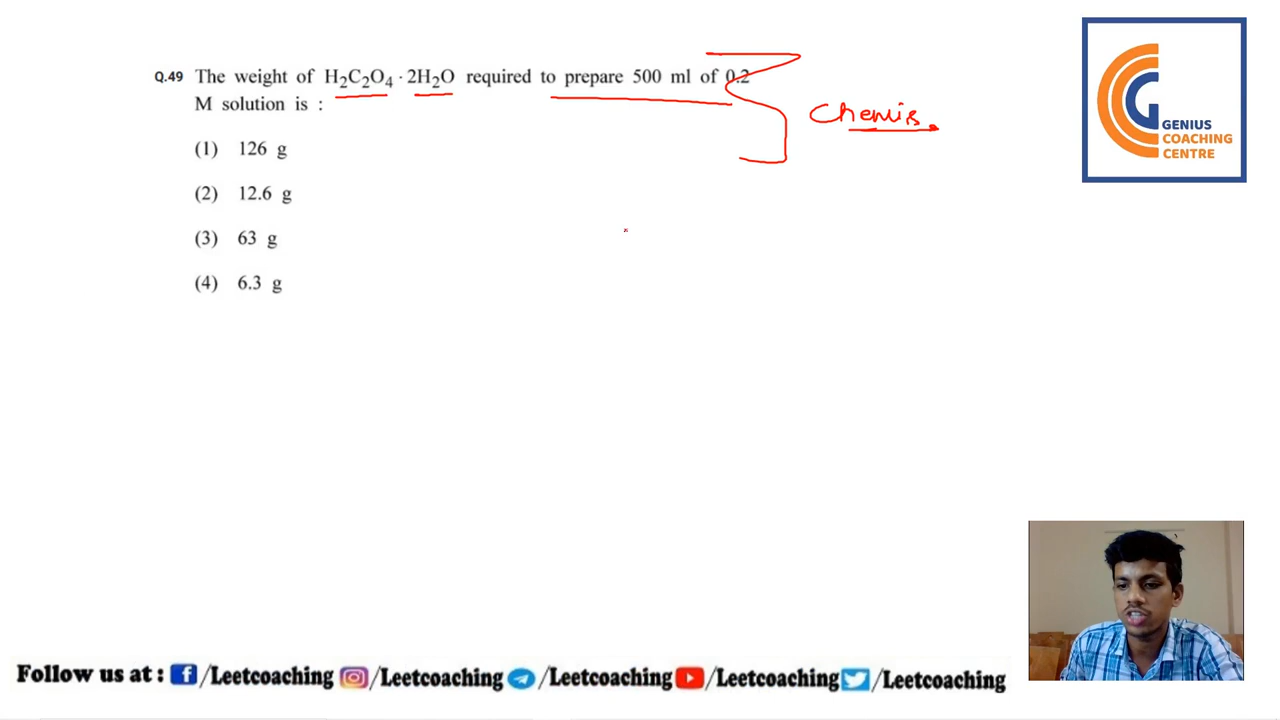 Q.49 The weight of H₂C₂O₄ · 2H₂O required to prepare 500 ml of 0.2
M solution is :
(1) 126 g
(2) 12.6 g
(3) 63 g
(4) 6.3 g
Chemis.
GENIUS
COACHING
CENTRE
Follow us at : /Leetcoaching /Leetcoaching /Leetcoaching /Leetcoaching /Leetcoaching